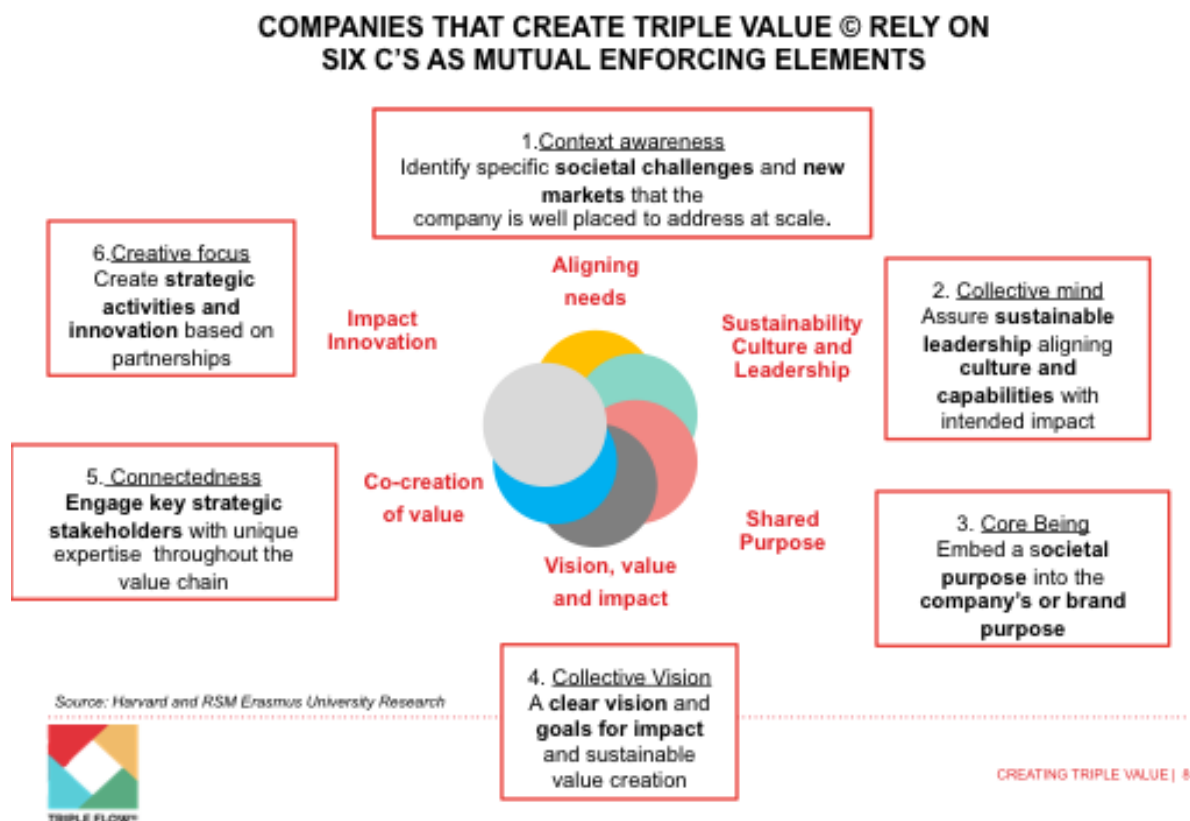 COMPANIES THAT CREATE TRIPLE VALUE © RELY ON
SIX C'S AS MUTUAL ENFORCING ELEMENTS
1.Context awareness
Identify specific societal challenges and new
markets that the
company is well placed to address at scale.
6.Creative focus
Create strategic
activities and
innovation based on
partnerships
Aligning
needs
Impact
Innovation
Sustainability
Culture and
Leadership
2. Collective mind
Assure sustainable
leadership aligning
culture and
capabilities with
intended impact
5. Connectedness
Engage key strategic
stakeholders with unique
expertise throughout the
value chain
Co-creation
of value
Shared
Purpose
3. Core Being
Embed a societal
purpose into the
company's or brand
purpose
Vision, value
and impact
4. Collective Vision
A clear vision and
goals for impact
and sustainable
value creation
Source: Harvard and RSM Erasmus University Research
TRIPLE FLOW™
CREATING TRIPLE VALUE | 8